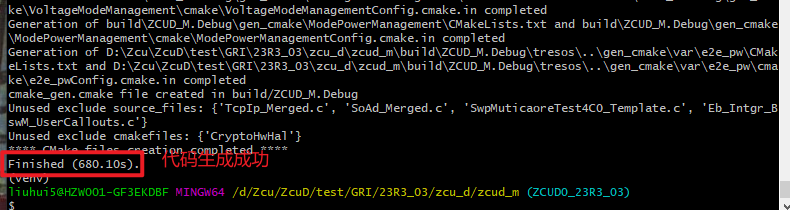 ke\VoltageModeManagement\cmake\VoltageModeManagementConfig.cmake.in completed
Generation of build\ZCUD_M.Debug\gen_cmake\ModePowerManagement\CMakeLists.txt and build\ZCUD_M.Debug\gen_cmake
\ModePowerManagement\cmake\ModePowerManagementConfig.cmake.in completed
Generation of D:\Zcu\ZcuD\test\GRI\23R3_03\zcu_d\zcud_m\build\ZCUD_M.Debug\tresos\..\gen_cmake\var\e2e_pw\CMak
eLists.txt and D:\Zcu\ZcuD\test\GRI\23R3_03\zcu_d\zcud_m\build\ZCUD_M.Debug\tresos\..\gen_cmake\var\e2e_pw\cma
ke\e2e_pwConfig.cmake.in completed
cmake_gen.cmake file created in build/ZCUD_M.Debug
Unused exclude source_files: {'TcpIp_Merged.c', 'SoAd_Merged.c', 'SwpMuticaoreTest4C0_Template.c', 'Eb_Intgr_B
swM_UserCallouts.c'}
Unused exclude cmakefiles: {'CryptoHwHal'}
**** CMake files creation completed ****
Finished (680.10s). 代码生成成功
(venv)
liuhui5@HZW001-GF3EKDBF MINGW64 /d/Zcu/ZcuD/test/GRI/23R3_03/zcu_d/zcud_m (ZCUDO_23R3_03)
$